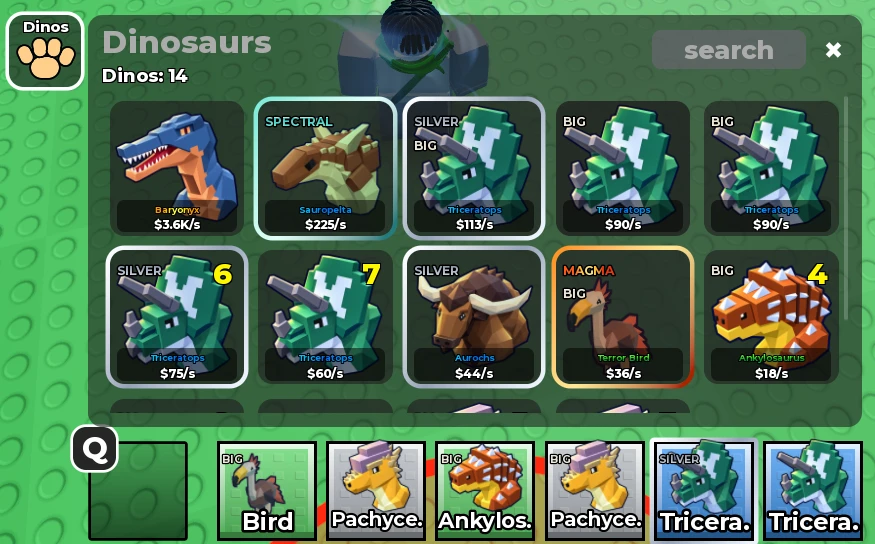 Dinos
Dinosaurs
search
✖
Dinos: 14
Baryonyx
$3.6K/s
SPECTRAL
Sauropelta
$225/s
SILVER
BIG
Triceratops
$113/s
BIG
Triceratops
$90/s
BIG
Triceratops
$90/s
SILVER
6
Triceratops
$75/s
7
Triceratops
$60/s
SILVER
Aurochs
$44/s
MAGMA
BIG
Terror Bird
$36/s
BIG
4
Ankylosaurus
$18/s
Q
BIG
Bird
Pachyce.
BIG
Ankylos.
BIG
Pachyce.
SILVER
Tricera.
Tricera.